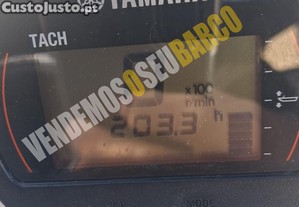 CustoJusto.pt
YAMAHA
TACH
VENDEMOSOSEUBARCO
x100
r/min
203.3 h